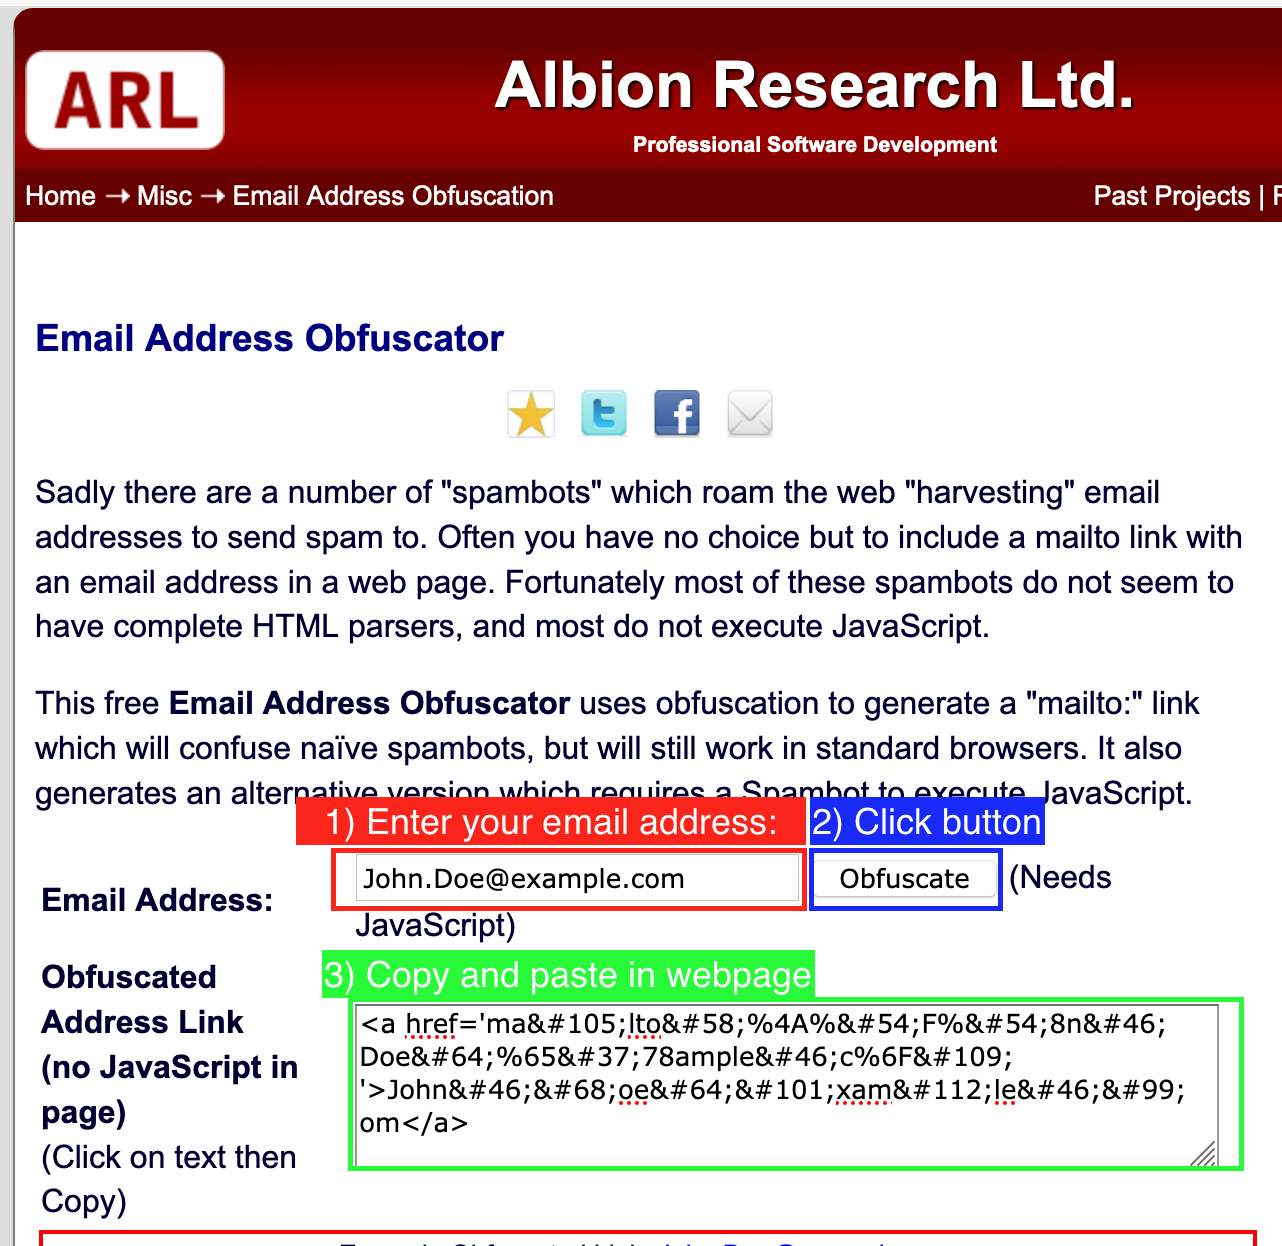 ARL
Albion Research Ltd.
Professional Software Development
Home → Misc → Email Address Obfuscation
Past Projects |
Email Address Obfuscator
Sadly there are a number of "spambots" which roam the web "harvesting" email
addresses to send spam to. Often you have no choice but to include a mailto link with
an email address in a web page. Fortunately most of these spambots do not seem to
have complete HTML parsers, and most do not execute JavaScript.
This free Email Address Obfuscator uses obfuscation to generate a "mailto:" link
which will confuse naïve spambots, but will still work in standard browsers. It also
generates an alternative version which requires a Spambot to execute JavaScript.
1) Enter your email address:
2) Click button
Email Address:
John.Doe@example.com
Obfuscate
(Needs
JavaScript)
3) Copy and paste in webpage
Obfuscated
Address Link
(no JavaScript in
page)
(Click on text then
Copy)
<a href='ma&#105;lto&#58;%4A%&#54;F%&#54;8n&#46;
Doe&#64;%65&#37;78ample&#46;c%6F&#109;
'>John&#46;&#68;oe&#64;&#101;xam&#112;le&#46;&#99;
om</a>